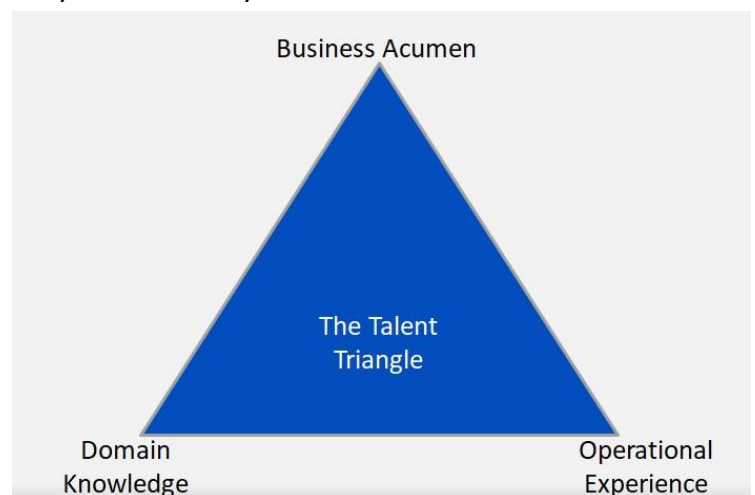 Business Acumen
The Talent
Triangle
Domain
Knowledge
Operational
Experience